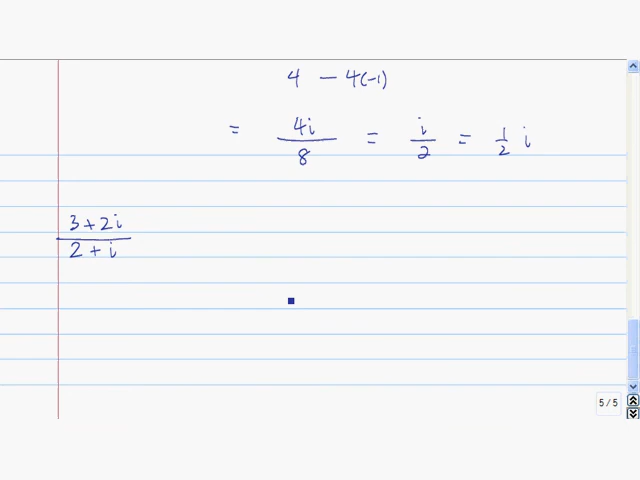 4 - 4(-1)
= 4i/8 = i/2 = 1/2 i
3+2i
2+i
5/5